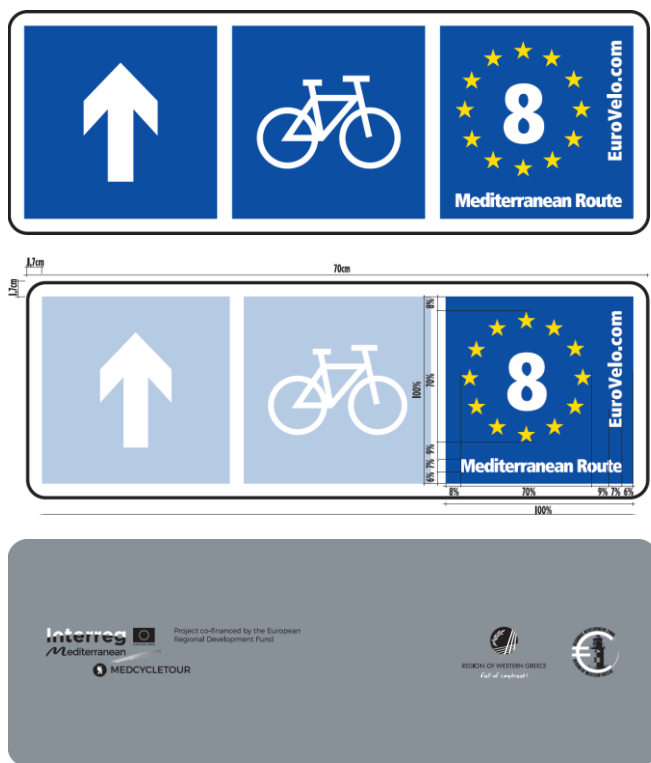 8
EuroVelo.com
Mediterranean Route
1,7cm
70cm
1,7cm
8%
70%
100%
9%
7%
6%
8
EuroVelo.com
Mediterranean Route
8%
70%
9%
7%
6%
100%
Interreg
Mediterranean
MEDCYCLETOUR
Project co-financed by the European
Regional Development Fund
REGION OF WESTERN GREECE
full of contrast!